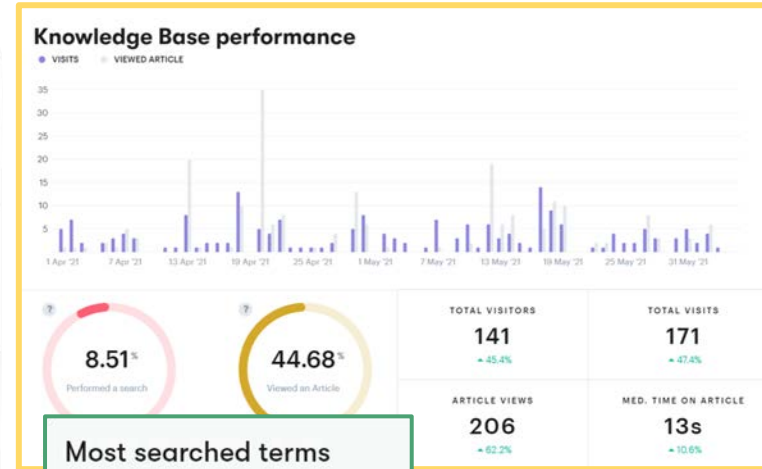 Knowledge Base performance
VISITS VIEWED ARTICLE
35
30
25
20
15
10
5
1 Apr '21 7 Apr '21 13 Apr '21 19 Apr '21 25 Apr '21 1 May '21 7 May '21 13 May '21 19 May '21 25 May '21 31 May '21
? ?
8.51%
Performed a search
44.68%
Viewed an Article
TOTAL VISITORS
141
45.4%
TOTAL VISITS
171
47.4%
ARTICLE VIEWS
206
62.2%
MED. TIME ON ARTICLE
13s
10.6%
Most searched terms